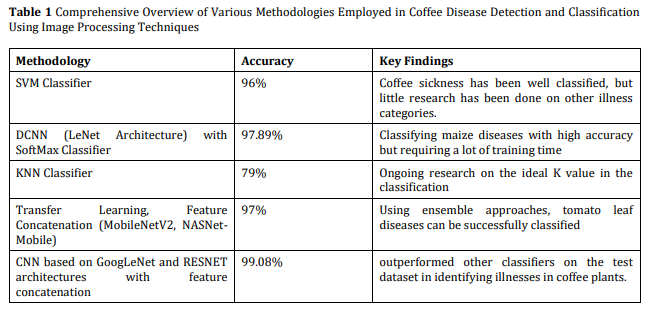 Table 1 Comprehensive Overview of Various Methodologies Employed in Coffee Disease Detection and Classification
Using Image Processing Techniques
Methodology Accuracy Key Findings
SVM Classifier 96% Coffee sickness has been well classified, but
little research has been done on other illness
categories.
DCNN (LeNet Architecture) with 97.89% Classifying maize diseases with high accuracy
SoftMax Classifier but requiring a lot of training time
KNN Classifier 79% Ongoing research on the ideal K value in the
classification
Transfer Learning, Feature 97% Using ensemble approaches, tomato leaf
Concatenation (MobileNetV2, NASNet- diseases can be successfully classified
Mobile)
CNN based on GoogLeNet and RESNET 99.08% outperformed other classifiers on the test
architectures with feature dataset in identifying illnesses in coffee plants.
concatenation